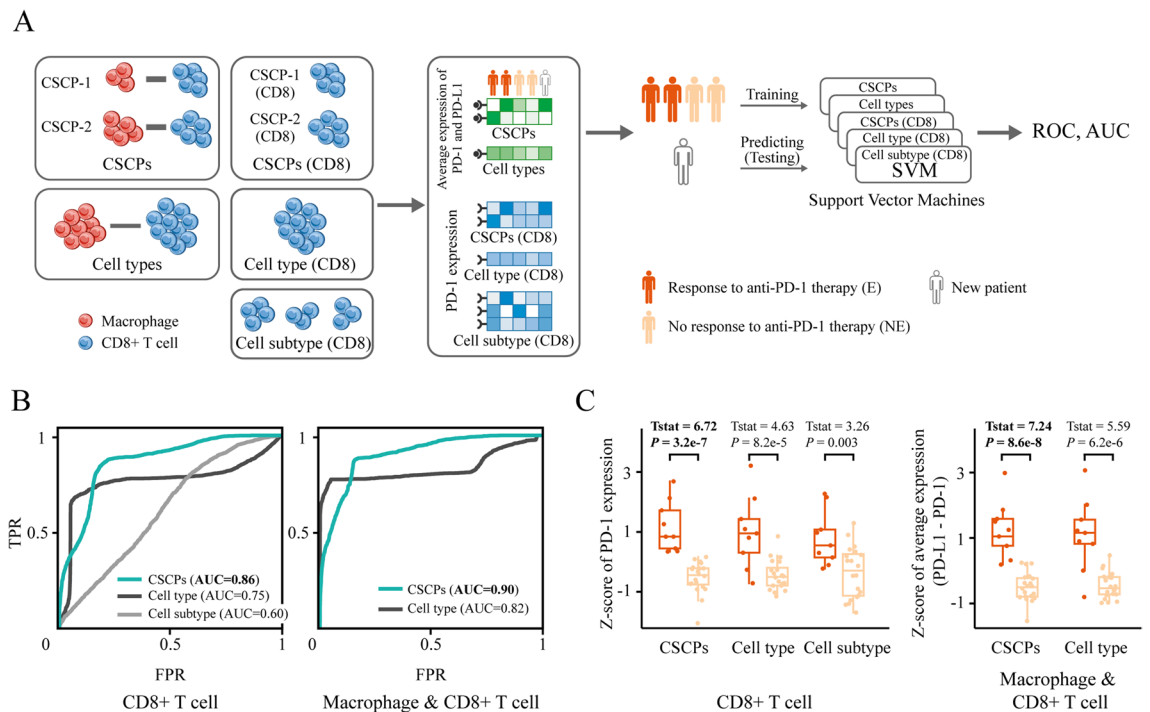 A
CSCP-1
CSCP-2
CSCPs
CSCP-1
(CD8)
CSCP-2
(CD8)
CSCPs (CD8)
Cell types
Cell type (CD8)
Macrophage
CD8+ T cell
Cell subtype (CD8)
Average expression of
PD-1 and PD-L1
CSCPs
Cell types
PD-1 expression
CSCPs (CD8)
Cell type (CD8)
Cell subtype (CD8)
Training
Predicting
(Testing)
CSCPs
Cell types
CSCPs (CD8)
Cell type (CD8)
Cell subtype (CD8)
SVM
Support Vector Machines
ROC, AUC
Response to anti-PD-1 therapy (E)
New patient
No response to anti-PD-1 therapy (NE)
B
TPR
1
0.5
CSCPs (AUC=0.86)
Cell type (AUC=0.75)
Cell subtype (AUC=0.60)
0
0.5
1
FPR
CD8+ T cell
1
0.5
CSCPs (AUC=0.90)
Cell type (AUC=0.82)
0
0.5
1
FPR
Macrophage & CD8+ T cell
C
Z-score of PD-1 expression
Tstat = 6.72
P = 3.2e-7
Tstat = 4.63
P = 8.2e-5
Tstat = 3.26
P = 0.003
3
1
-1
CSCPs
Cell type
Cell subtype
CD8+ T cell
Z-score of average expression
(PD-L1 - PD-1)
Tstat = 7.24
P = 8.6e-8
Tstat = 5.59
P = 6.2e-6
3
1
-1
CSCPs
Cell type
Macrophage &
CD8+ T cell